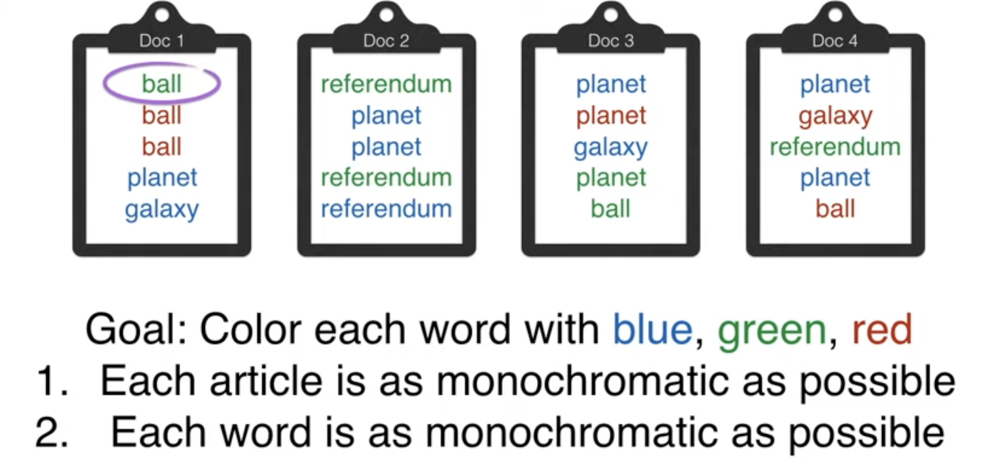 Doc 1
ball
ball
ball
planet
galaxy
Doc 2
referendum
planet
planet
referendum
referendum
Doc 3
planet
planet
galaxy
planet
ball
Doc 4
planet
galaxy
referendum
planet
ball
Goal: Color each word with blue, green, red
1. Each article is as monochromatic as possible
2. Each word is as monochromatic as possible